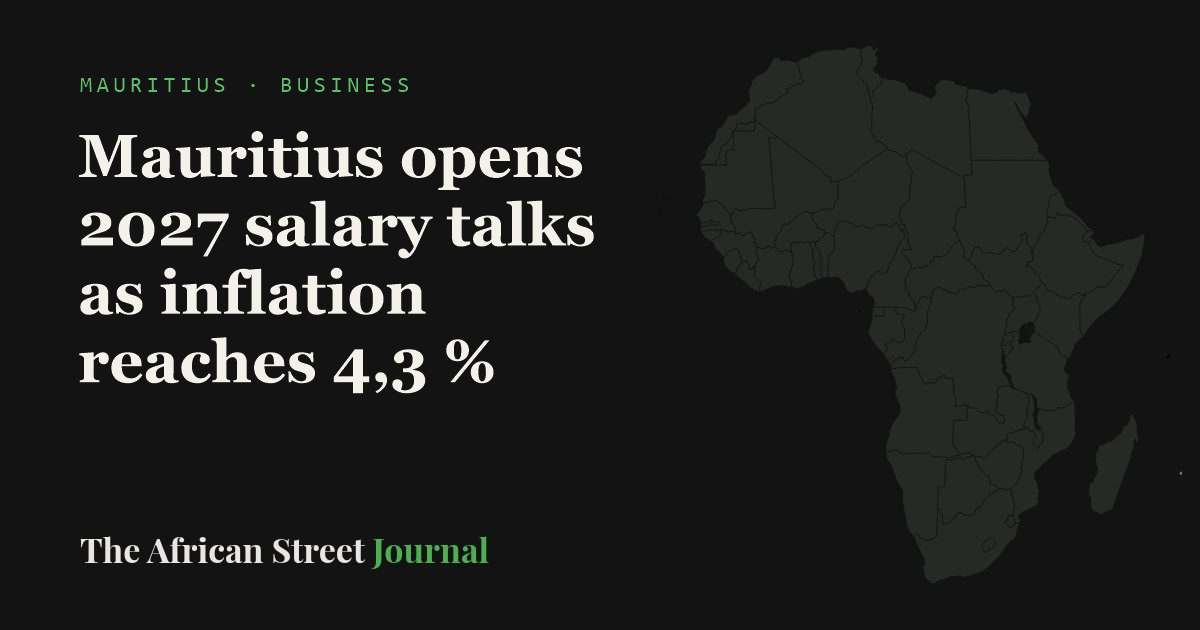 MAURITIUS · BUSINESS
Mauritius opens
2027 salary talks
as inflation
reaches 4,3 %
The African Street Journal